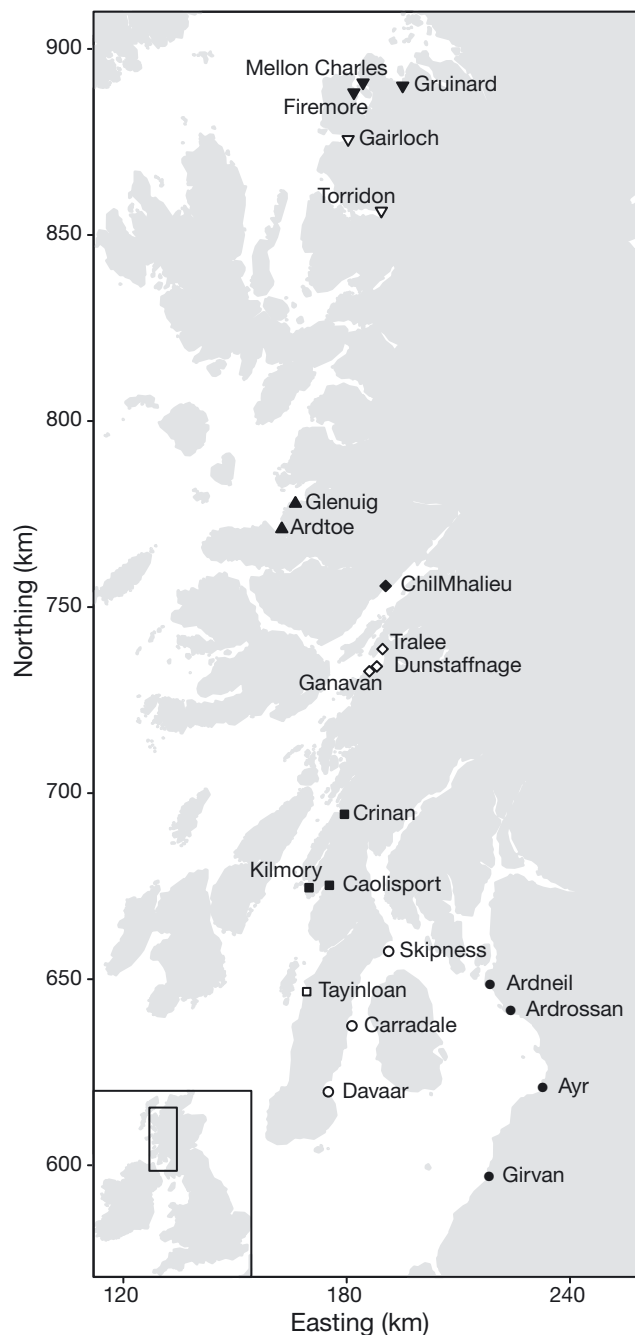 900
Mellon Charles
Gruinard
Firemore
Gairloch
Torridon
850
800
Glenuig
Ardtoe
ChilMhalieu
750
Tralee
Dunstaffnage
Ganavan
Northing (km)
700
Crinan
Kilmory
Caolisport
Skipness
650
Ardneil
Tayinloan
Ardrossan
Carradale
Davaar
Ayr
600
Girvan
120
180
240
Easting (km)